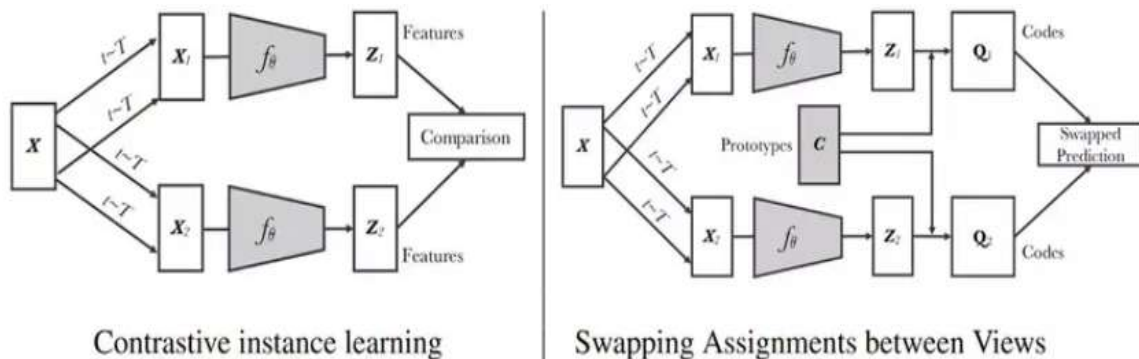 t~T
t~T
t~T
t~T
X
X1
fθ
Z1
Features
Comparison
X2
fθ
Z2
Features
Contrastive instance learning
t~T
t~T
t~T
t~T
X
X1
fθ
Z1
Q1
Codes
Prototypes
C
Swapped
Prediction
X2
fθ
Z2
Q2
Codes
Swapping Assignments between Views